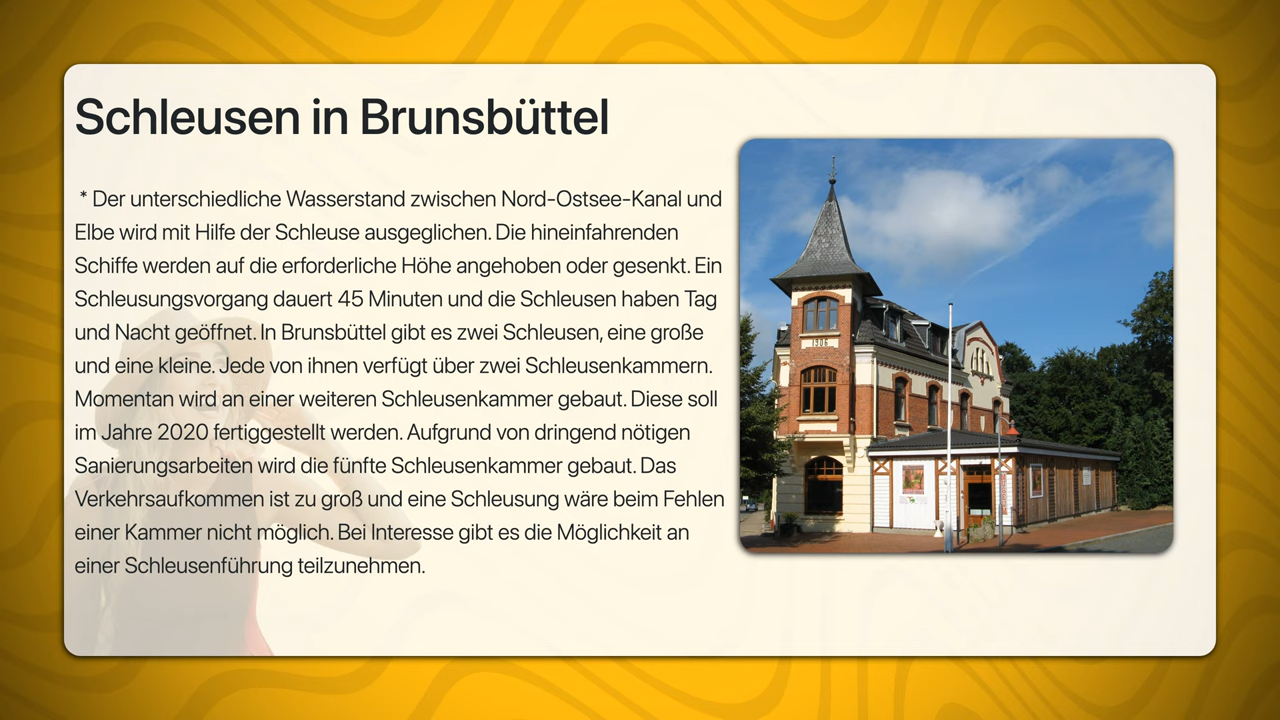 Schleusen in Brunsbüttel
* Der unterschiedliche Wasserstand zwischen Nord-Ostsee-Kanal und
Elbe wird mit Hilfe der Schleuse ausgeglichen. Die hineinfahrenden
Schiffe werden auf die erforderliche Höhe angehoben oder gesenkt. Ein
Schleusungsvorgang dauert 45 Minuten und die Schleusen haben Tag
und Nacht geöffnet. In Brunsbüttel gibt es zwei Schleusen, eine große
und eine kleine. Jede von ihnen verfügt über zwei Schleusenkammern.
Momentan wird an einer weiteren Schleusenkammer gebaut. Diese soll
im Jahre 2020 fertiggestellt werden. Aufgrund von dringend nötigen
Sanierungsarbeiten wird die fünfte Schleusenkammer gebaut. Das
Verkehrsaufkommen ist zu groß und eine Schleusung wäre beim Fehlen
einer Kammer nicht möglich. Bei Interesse gibt es die Möglichkeit an
einer Schleusenführung teilzunehmen.
1906